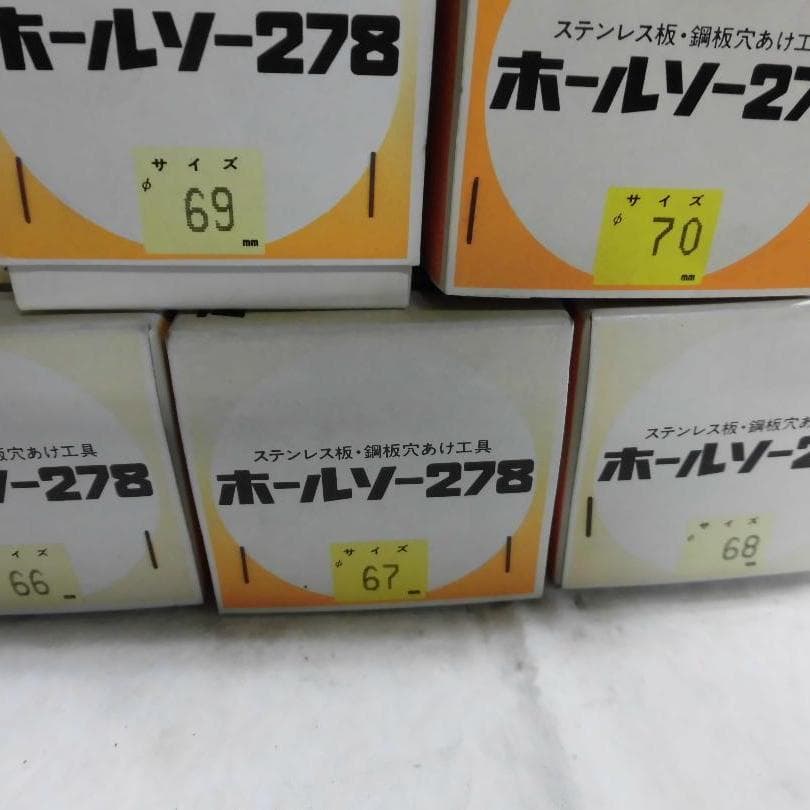 ホールソー278
サイズ
φ 69 mm
ステンレス板・鋼板穴あけ工
ホールソー27
サイズ
φ 70 mm
板穴あけ工具
ソー278
イズ
66
ステンレス板・鋼板穴あけ工具
ホールソー278
サイズ
φ 67
ステンレス板・鋼板穴あ
ホールソー2
サイズ
φ 68